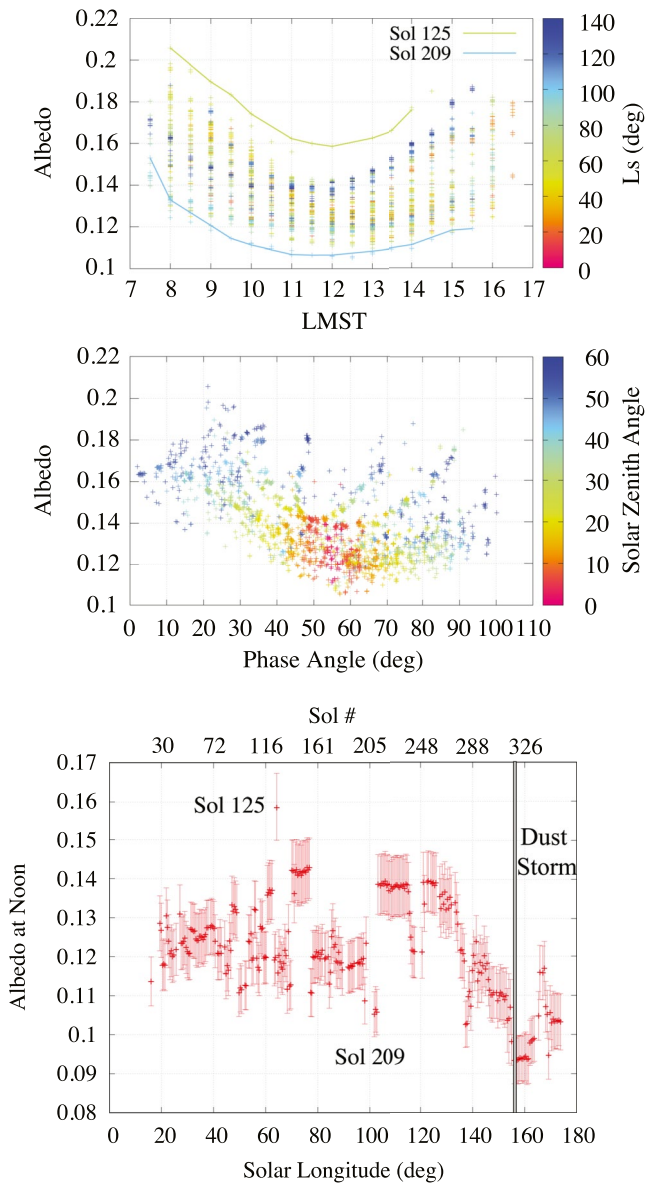 0.22
0.2
0.18
0.16
0.14
0.12
0.1
Albedo
Sol 125
Sol 209
7 8 9 10 11 12 13 14 15 16 17
LMST
140
120
100
80
60
40
20
0
Ls (deg)
0.22
0.2
0.18
0.16
0.14
0.12
0.1
Albedo
0 10 20 30 40 50 60 70 80 90 100 110
Phase Angle (deg)
60
50
40
30
20
10
0
Solar Zenith Angle
Sol #
30 72 116 161 205 248 288 326
0.17
0.16
0.15
0.14
0.13
0.12
0.11
0.1
0.09
0.08
Albedo at Noon
Sol 125
Dust
Storm
Sol 209
0 20 40 60 80 100 120 140 160 180
Solar Longitude (deg)